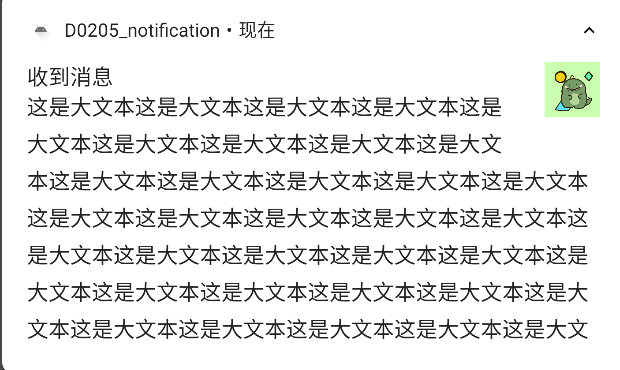 D0205_notification • 现在
收到消息
这是大文本这是大文本这是大文本这是大文本这是
大文本这是大文本这是大文本这是大文本这是大文
本这是大文本这是大文本这是大文本这是大文本这是大文本
这是大文本这是大文本这是大文本这是大文本这是大文本这
是大文本这是大文本这是大文本这是大文本这是大文本这是
大文本这是大文本这是大文本这是大文本这是大文本这是大
文本这是大文本这是大文本这是大文本这是大文本这是大文